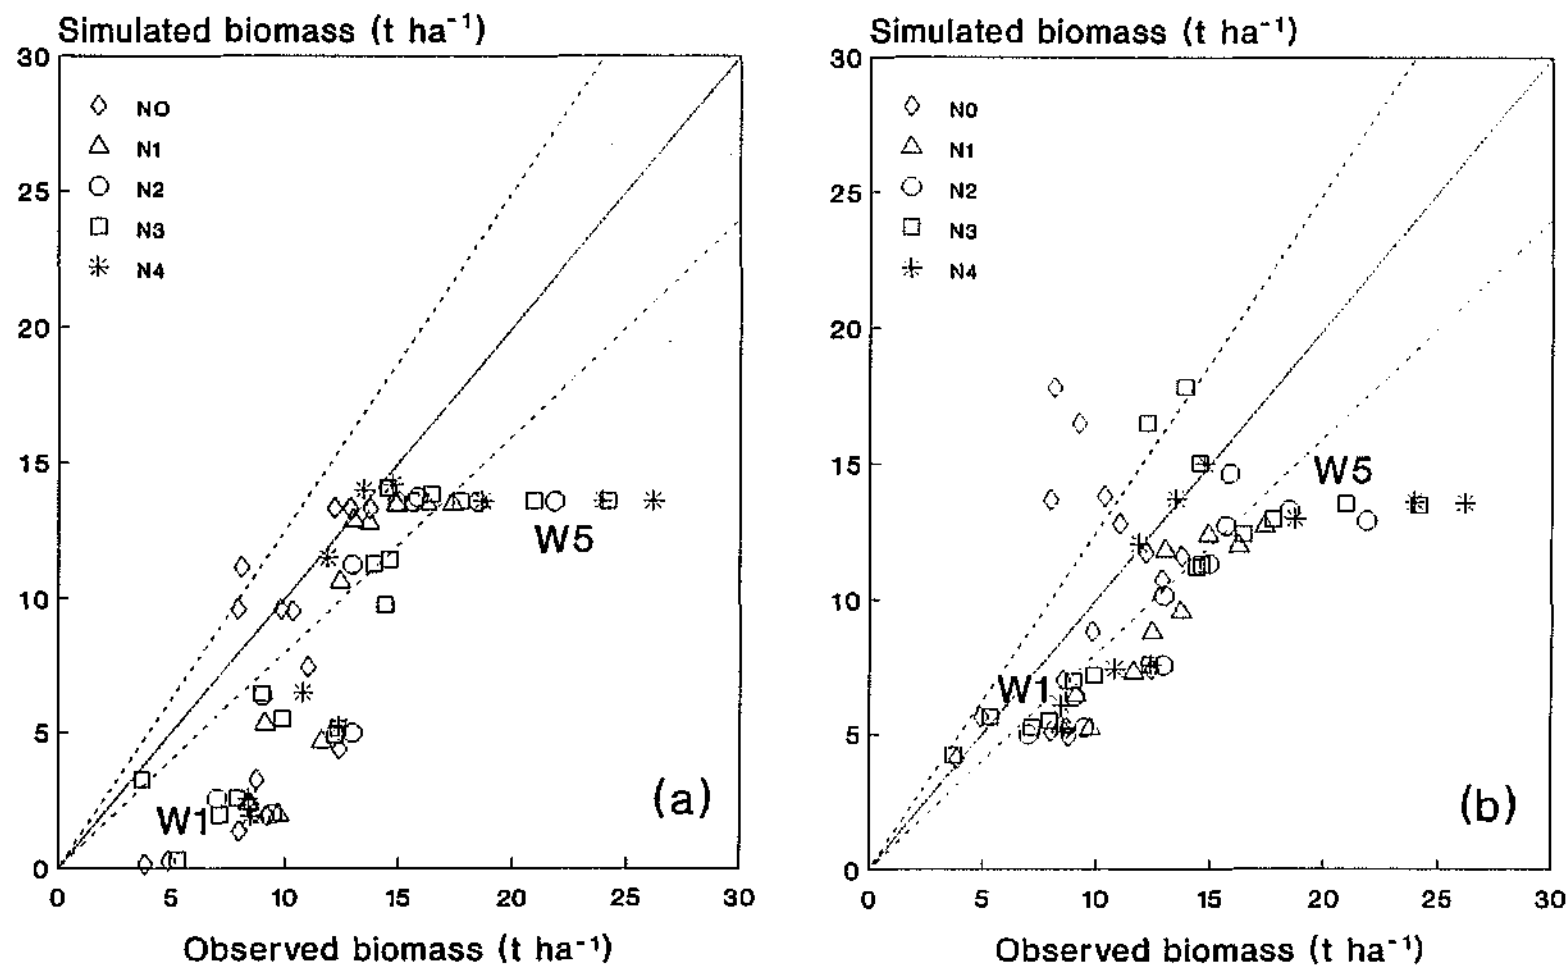 Simulated biomass (t ha⁻¹)
30
25
20
15
10
5
0
NO
N1
N2
N3
N4
W5
W1
(a)
0 5 10 15 20 25 30
Observed biomass (t ha⁻¹)
Simulated biomass (t ha⁻¹)
30
25
20
15
10
5
0
N0
N1
N2
N3
N4
W5
W1
(b)
0 5 10 15 20 25 30
Observed biomass (t ha⁻¹)